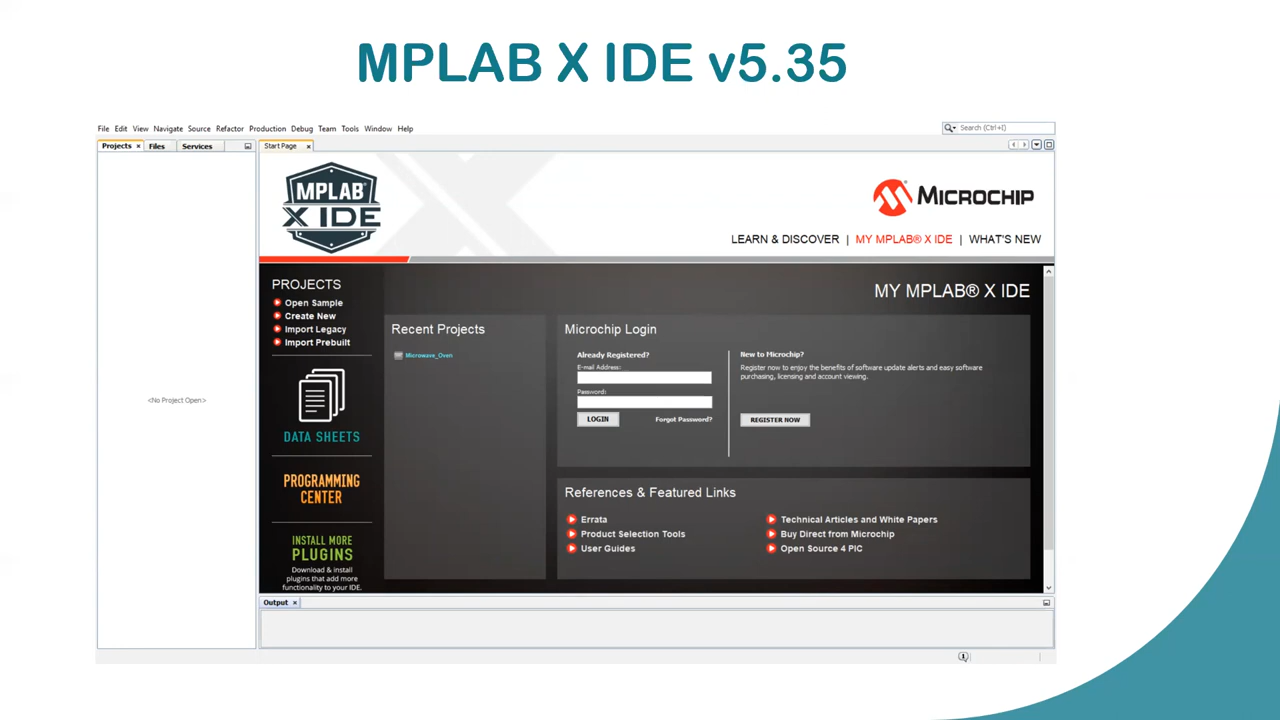 MPLAB X IDE v5.35
File Edit View Navigate Source Refactor Production Debug Team Tools Window Help
Search (Ctrl+I)
Projects Files Services
Start Page
MPLAB®
X IDE
MICROCHIP
LEARN & DISCOVER | MY MPLAB® X IDE | WHAT'S NEW
<No Project Open>
PROJECTS
Open Sample
Create New
Import Legacy
Import Prebuilt
DATA SHEETS
PROGRAMMING
CENTER
INSTALL MORE
PLUGINS
Download & install
plugins that add more
functionality to your IDE.
MY MPLAB® X IDE
Recent Projects
Microwave_Oven
Microchip Login
Already Registered?
E-mail Address:
Password:
LOGIN
Forgot Password?
New to Microchip?
Register now to enjoy the benefits of software update alerts and easy software
purchasing, licensing and account viewing.
REGISTER NOW
References & Featured Links
Errata
Product Selection Tools
User Guides
Technical Articles and White Papers
Buy Direct from Microchip
Open Source 4 PIC
Output